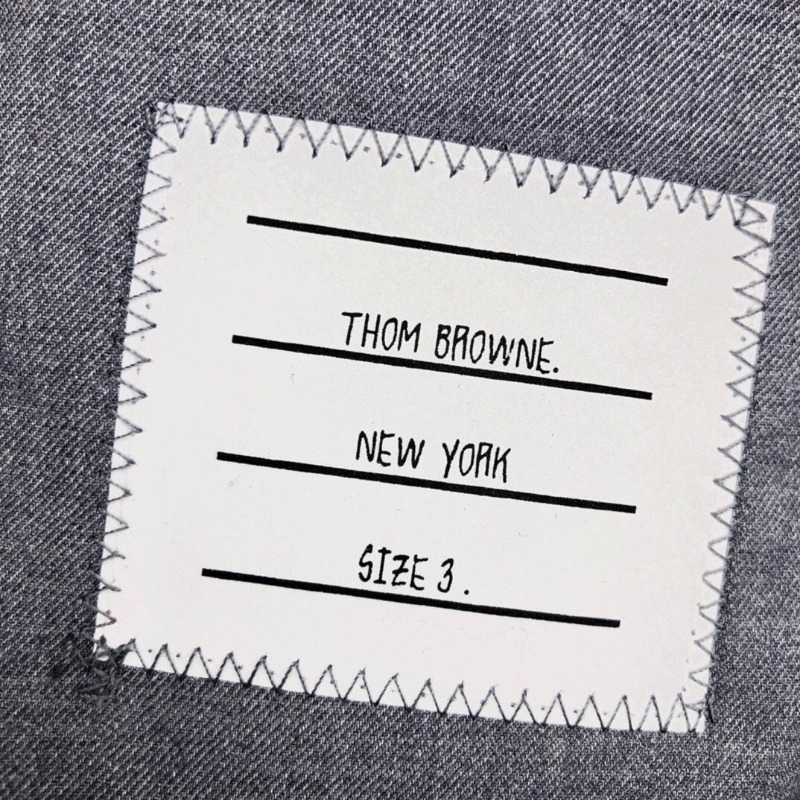 THOM BROWNE.
NEW YORK
SIZE 3.